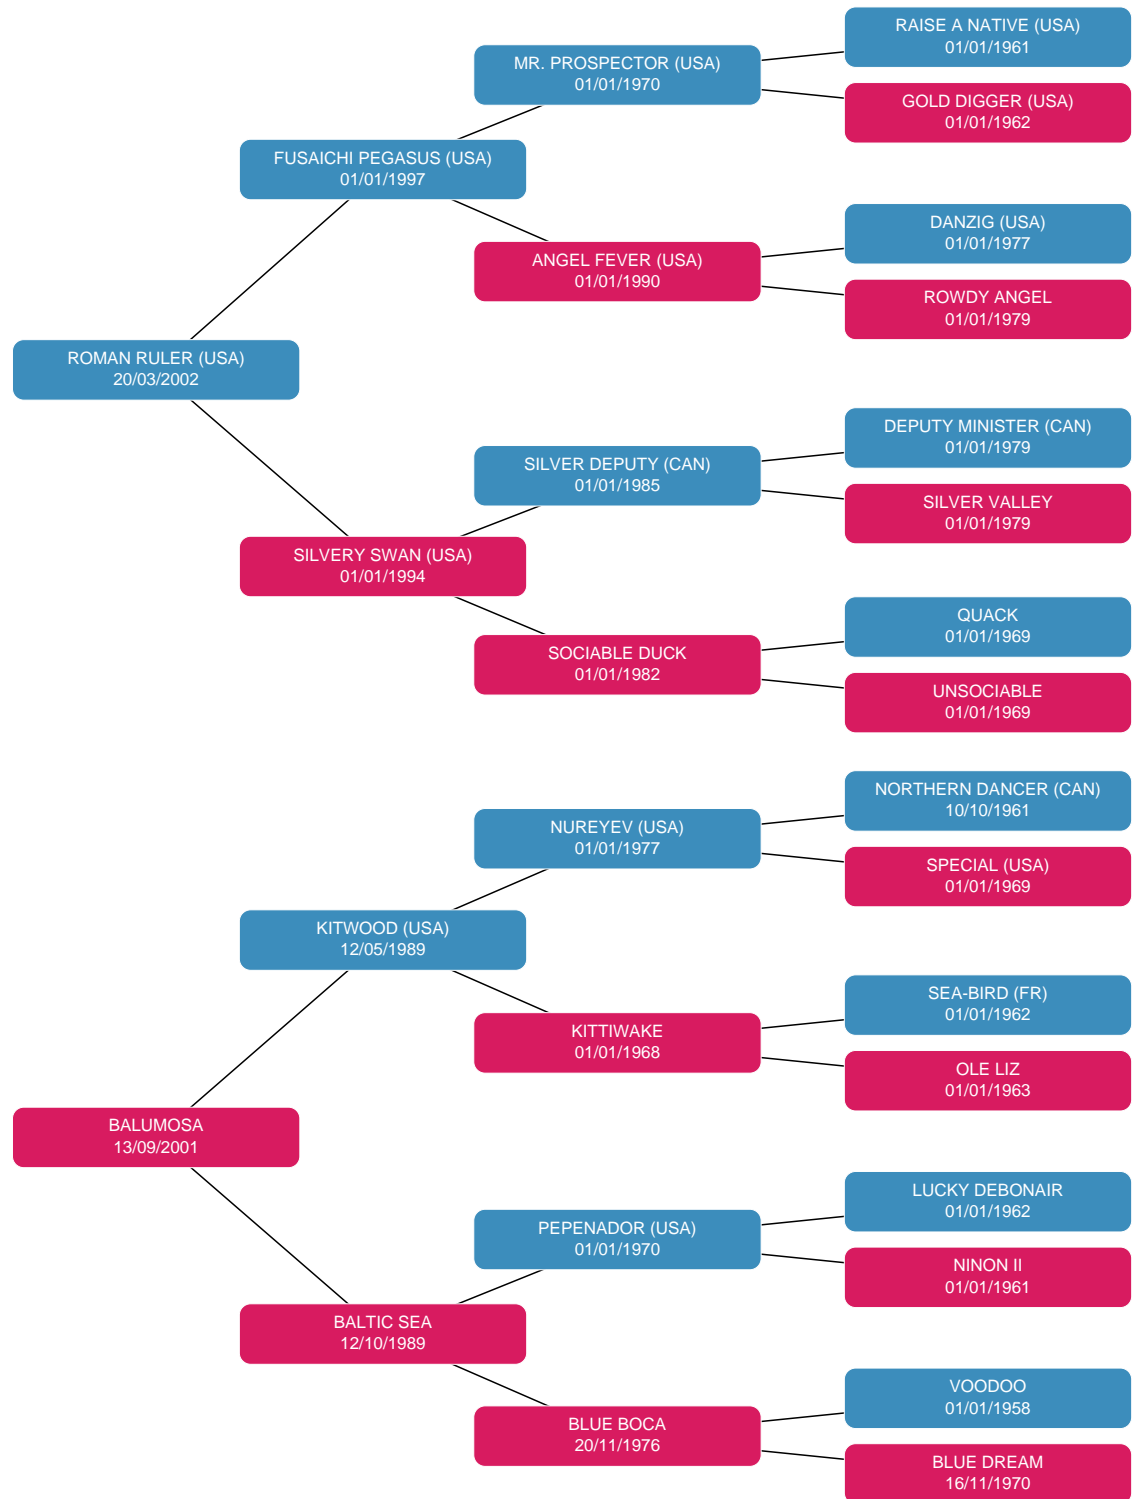 RAISE A NATIVE (USA)
01/01/1961
MR. PROSPECTOR (USA)
01/01/1970
GOLD DIGGER (USA)
01/01/1962
FUSAICHI PEGASUS (USA)
01/01/1997
DANZIG (USA)
01/01/1977
ANGEL FEVER (USA)
01/01/1990
ROWDY ANGEL
01/01/1979
ROMAN RULER (USA)
20/03/2002
DEPUTY MINISTER (CAN)
01/01/1979
SILVER DEPUTY (CAN)
01/01/1985
SILVER VALLEY
01/01/1979
SILVERY SWAN (USA)
01/01/1994
QUACK
01/01/1969
SOCIABLE DUCK
01/01/1982
UNSOCIABLE
01/01/1969
NORTHERN DANCER (CAN)
10/10/1961
NUREYEV (USA)
01/01/1977
SPECIAL (USA)
01/01/1969
KITWOOD (USA)
12/05/1989
SEA-BIRD (FR)
01/01/1962
KITTIWAKE
01/01/1968
OLE LIZ
01/01/1963
BALUMOSA
13/09/2001
LUCKY DEBONAIR
01/01/1962
PEPENADOR (USA)
01/01/1970
NINON II
01/01/1961
BALTIC SEA
12/10/1989
VOODOO
01/01/1958
BLUE BOCA
20/11/1976
BLUE DREAM
16/11/1970